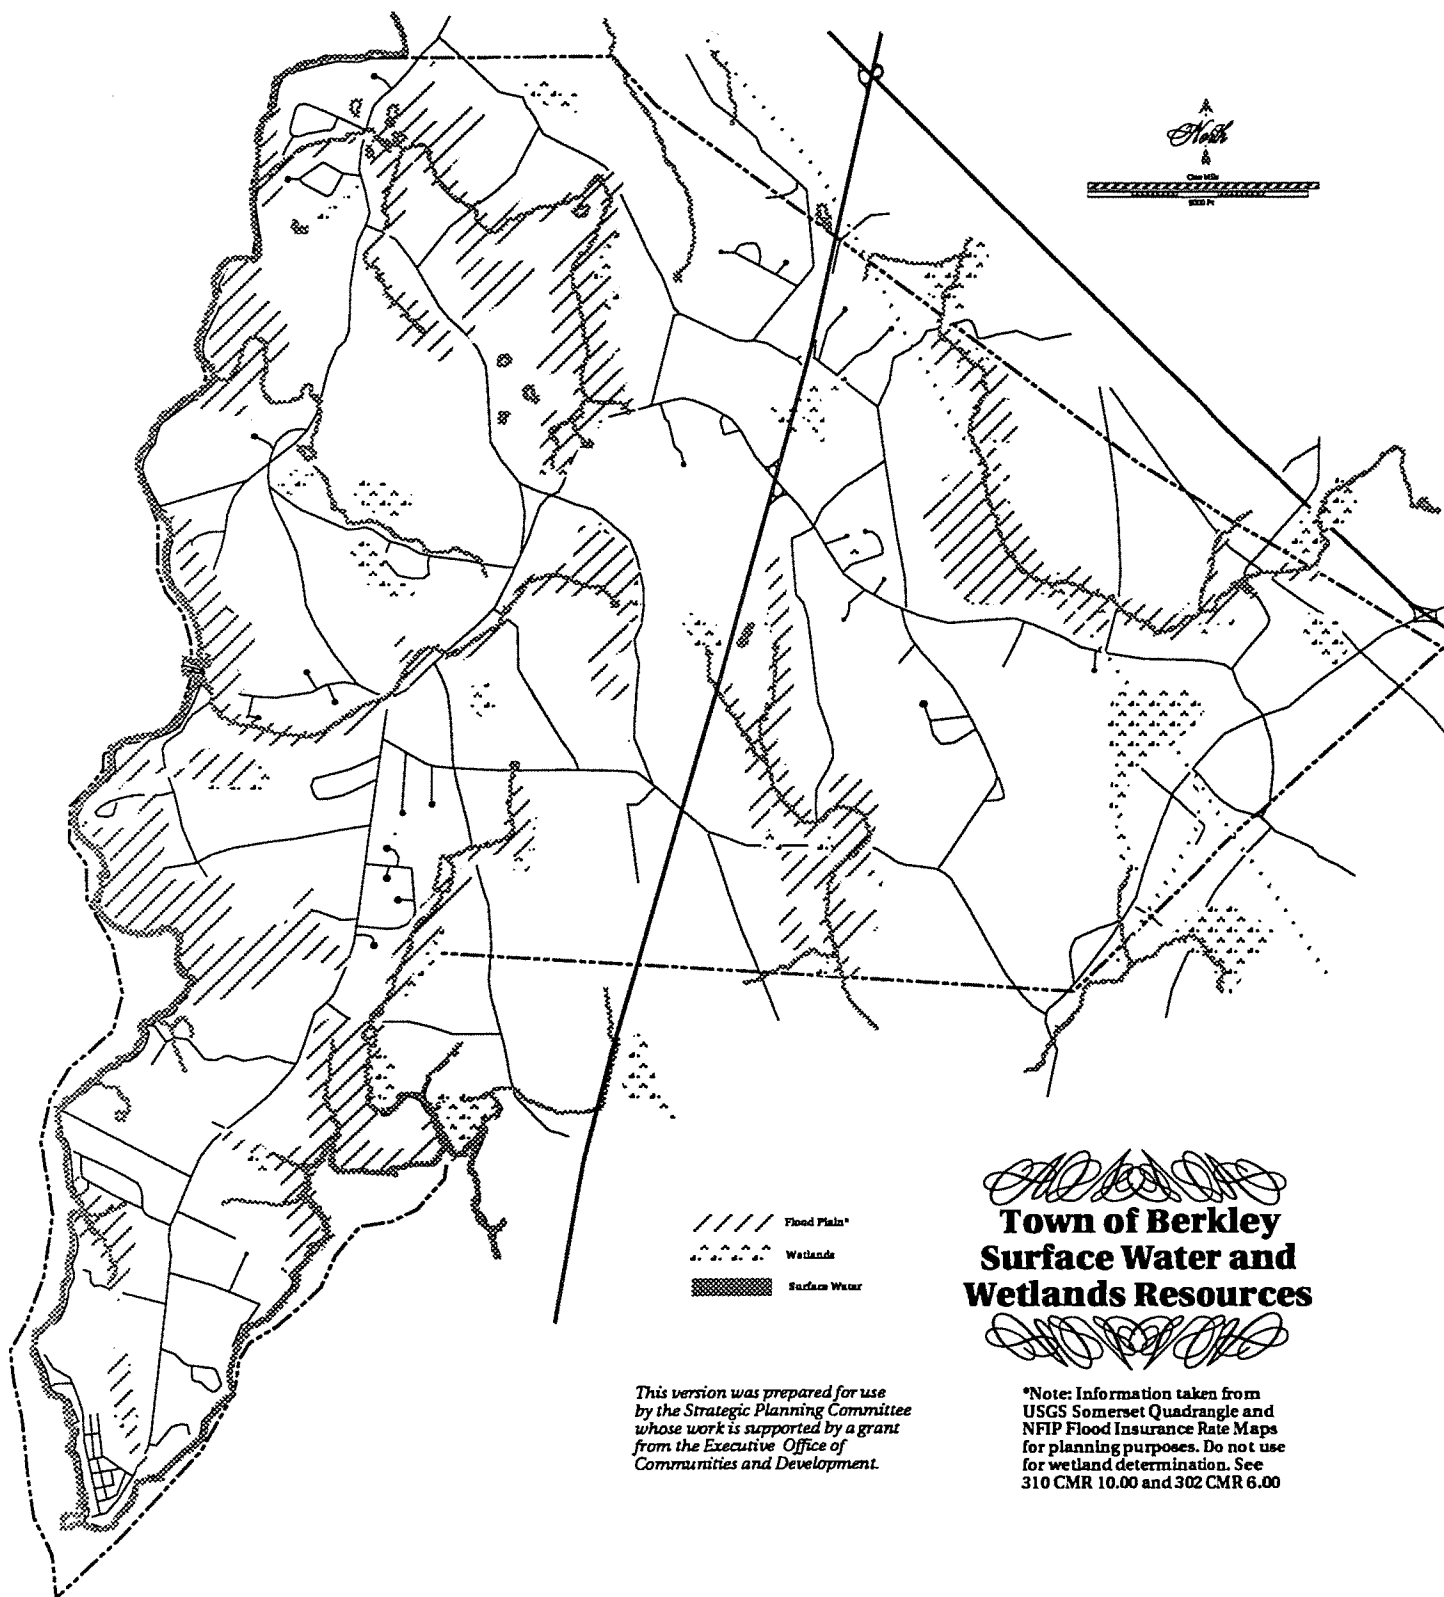 North
One Mile
5000 Ft
Flood Plain*
Wetlands
Surface Water
Town of Berkley
Surface Water and
Wetlands Resources
This version was prepared for use
by the Strategic Planning Committee
whose work is supported by a grant
from the Executive Office of
Communities and Development.
*Note: Information taken from
USGS Somerset Quadrangle and
NFIP Flood Insurance Rate Maps
for planning purposes. Do not use
for wetland determination. See
310 CMR 10.00 and 302 CMR 6.00